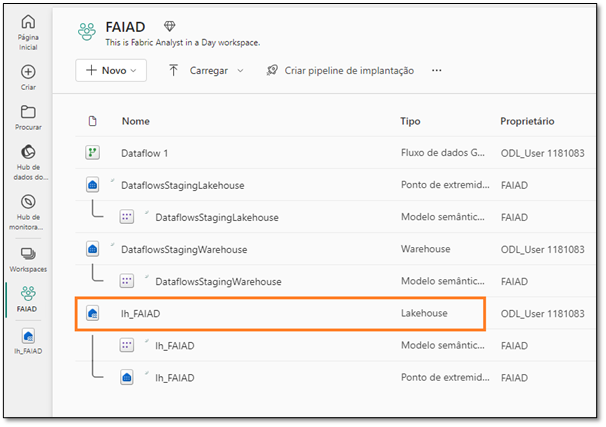 Página
Inicial
Criar
Procurar
Hub de
dados do...
Hub de
monitora...
Workspaces
FAIAD
lh_FAIAD
FAIAD
This is Fabric Analyst in a Day workspace.
Novo
Carregar
Criar pipeline de implantação
...
Nome Tipo Proprietário
Dataflow 1 Fluxo de dados G... ODL_User 1181083
DataflowsStagingLakehouse Ponto de extremid... FAIAD
DataflowsStagingLakehouse Modelo semântic... FAIAD
DataflowsStagingWarehouse Warehouse ODL_User 1181083
DataflowsStagingWarehouse Modelo semântic... FAIAD
lh_FAIAD Lakehouse ODL_User 1181083
lh_FAIAD Modelo semântic... FAIAD
lh_FAIAD Ponto de extremid... FAIAD